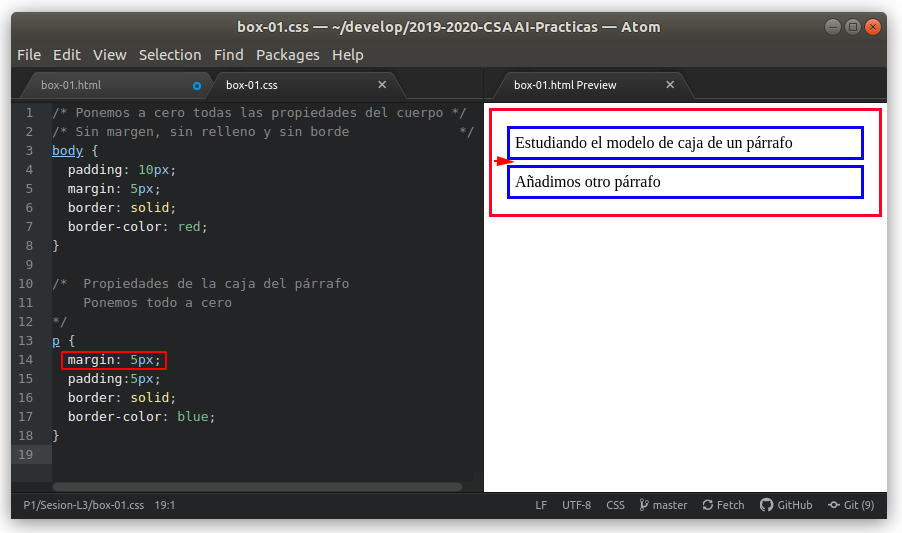 box-01.css — ~/develop/2019-2020-CSAAI-Practicas — Atom
File Edit View Selection Find Packages Help
box-01.html box-01.css box-01.html Preview
1 /* Ponemos a cero todas las propiedades del cuerpo */
2 /* Sin margen, sin relleno y sin borde */
3 body {
4 padding: 10px;
5 margin: 5px;
6 border: solid;
7 border-color: red;
8 }
9
10 /* Propiedades de la caja del párrafo
11 Ponemos todo a cero
12 */
13 p {
14 margin: 5px;
15 padding:5px;
16 border: solid;
17 border-color: blue;
18 }
19
Estudiando el modelo de caja de un párrafo
Añadimos otro párrafo
P1/Sesion-L3/box-01.css 19:1 LF UTF-8 CSS master Fetch GitHub Git (9)